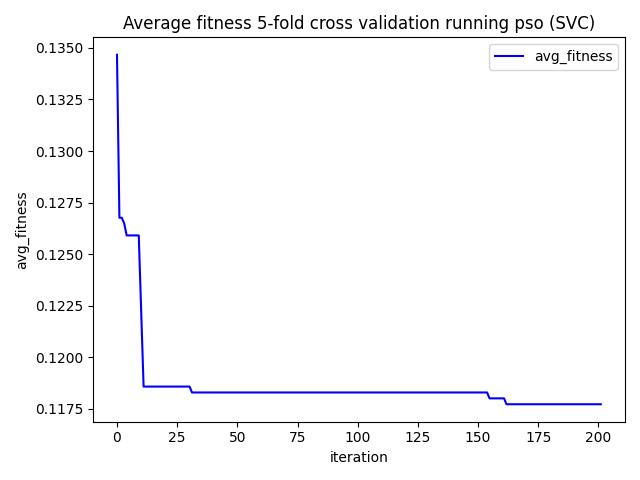 Average fitness 5-fold cross validation running pso (SVC)
avg_fitness
0.1350
0.1325
0.1300
0.1275
0.1250
0.1225
0.1200
0.1175
avg_fitness
0 25 50 75 100 125 150 175 200
iteration